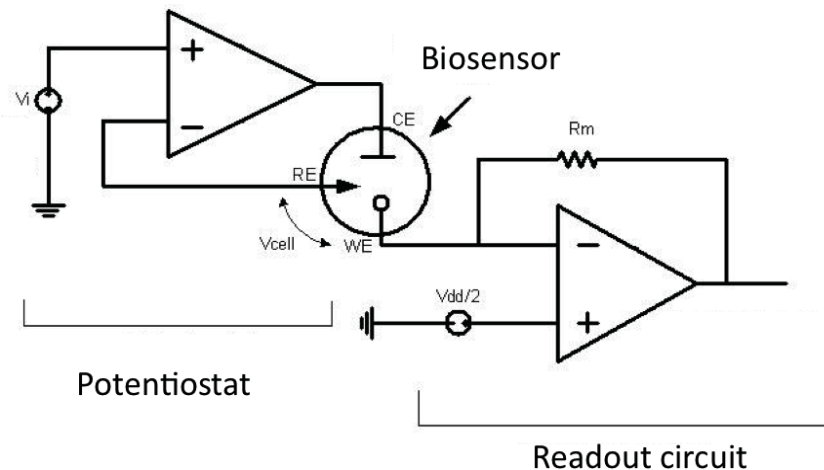 +
Vi
−
Biosensor
CE
RE
Vcell
WE
Rm
−
Vdd/2
+
Potentiostat
Readout circuit